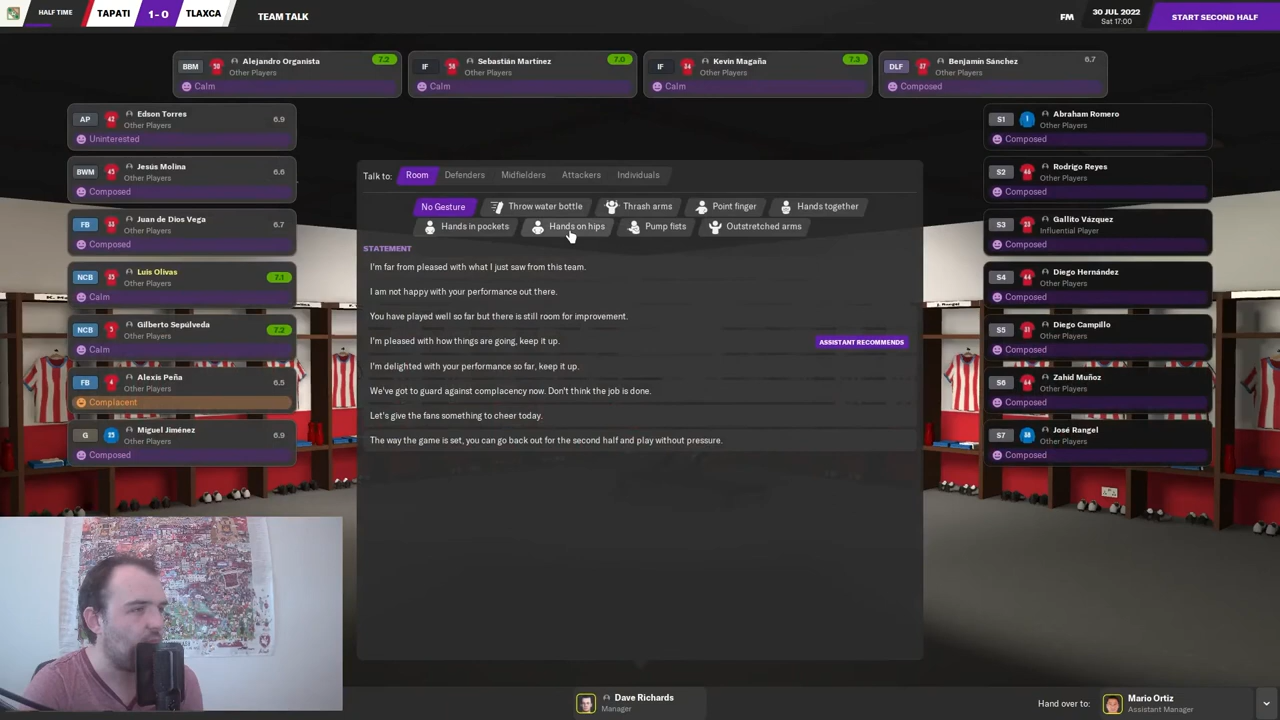 HALF TIME
TAPATI
1 - 0
TLAXCA
TEAM TALK
FM
30 JUL 2022
Sat 17:00
START SECOND HALF
BBM
50
Alejandro Organista
Other Players
7.2
Calm
IF
58
Sebastián Martínez
Other Players
7.0
Calm
IF
34
Kevin Magaña
Other Players
7.3
Calm
DLF
37
Benjamín Sánchez
Other Players
6.7
Composed
AP
42
Edson Torres
Other Players
6.9
Uninterested
BWM
45
Jesús Molina
Other Players
6.6
Composed
FB
33
Juan de Dios Vega
Other Players
6.7
Composed
NCB
35
Luis Olivas
Other Players
7.1
Calm
NCB
5
Gilberto Sepúlveda
Other Players
7.2
Calm
FB
4
Alexis Peña
Other Players
6.5
Complacent
G
25
Miguel Jiménez
Other Players
6.9
Composed
Talk to:
Room
Defenders
Midfielders
Attackers
Individuals
No Gesture
Throw water bottle
Thrash arms
Point finger
Hands together
Hands in pockets
Hands on hips
Pump fists
Outstretched arms
STATEMENT
I'm far from pleased with what I just saw from this team.
I am not happy with your performance out there.
You have played well so far but there is still room for improvement.
I'm pleased with how things are going, keep it up.
ASSISTANT RECOMMENDS
I'm delighted with your performance so far, keep it up.
We've got to guard against complacency now. Don't think the job is done.
Let's give the fans something to cheer today.
The way the game is set, you can go back out for the second half and play without pressure.
S1
1
Abraham Romero
Other Players
Composed
S2
Rodrigo Reyes
Other Players
Composed
S3
Gallito Vázquez
Influential Player
Composed
S4
44
Diego Hernández
Other Players
Composed
S5
31
Diego Campillo
Other Players
Composed
S6
Zahid Muñoz
Other Players
Composed
S7
José Rangel
Other Players
Composed
Dave Richards
Manager
Hand over to:
Mario Ortiz
Assistant Manager